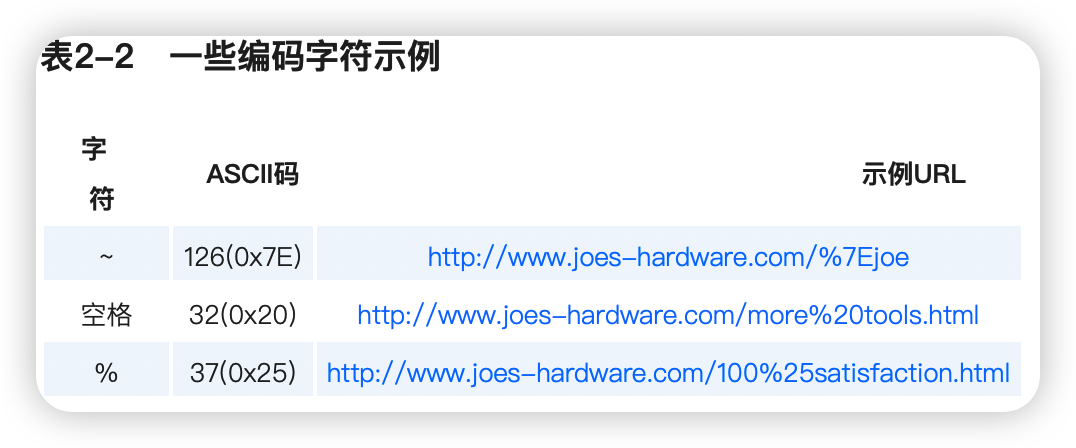 表2-2 一些编码字符示例
字符 ASCII码 示例URL
~ 126(0x7E) http://www.joes-hardware.com/%7Ejoe
空格 32(0x20) http://www.joes-hardware.com/more%20tools.html
% 37(0x25) http://www.joes-hardware.com/100%25satisfaction.html